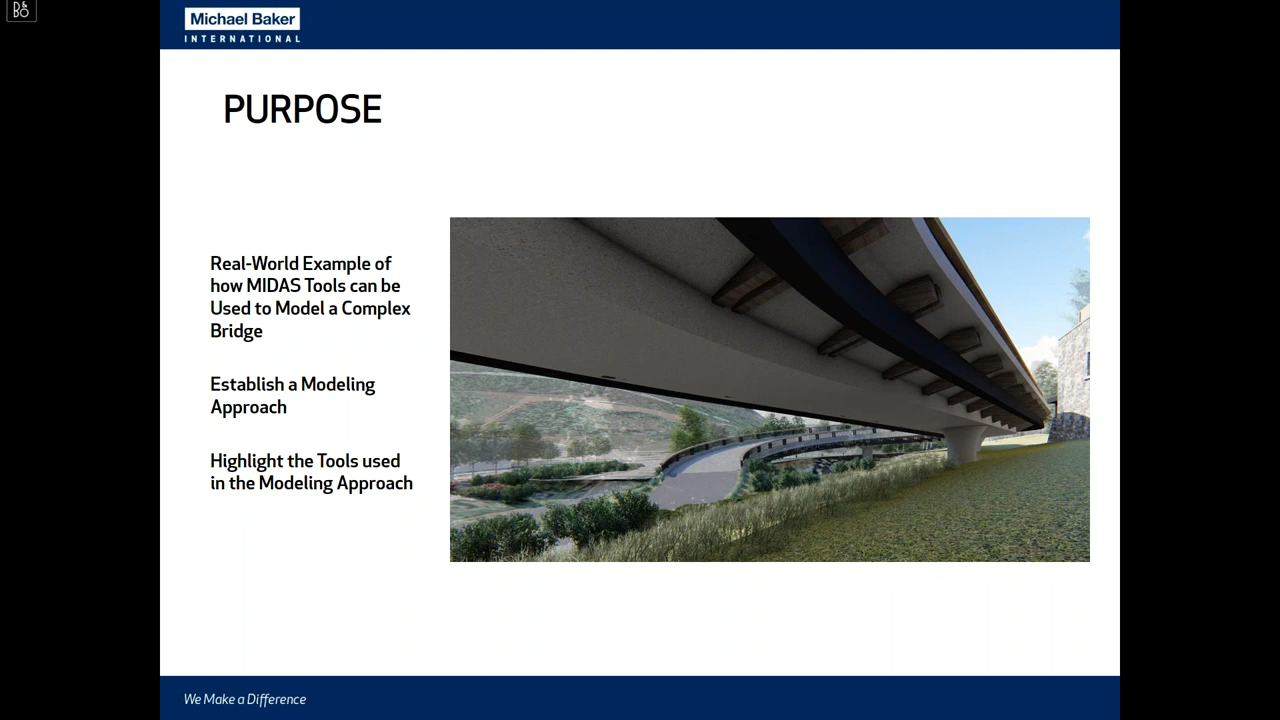 B&
BO
Michael Baker
INTERNATIONAL
PURPOSE
Real-World Example of
how MIDAS Tools can be
Used to Model a Complex
Bridge
Establish a Modeling
Approach
Highlight the Tools used
in the Modeling Approach
We Make a Difference